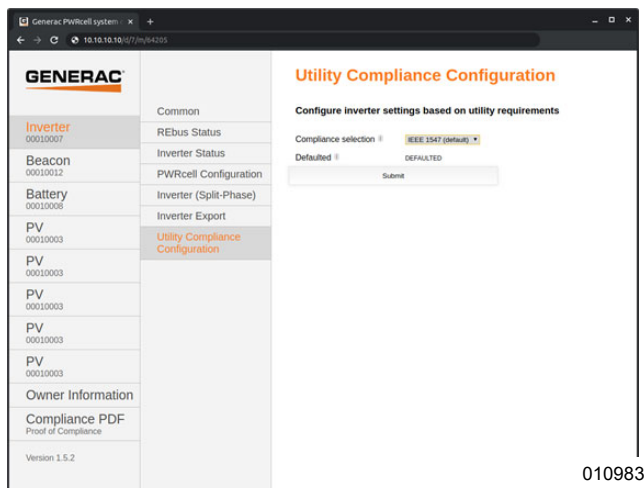 Generac PWRcell system
10.10.10.10/d/7/m/64205
GENERAC
Inverter
00010007
Beacon
00010012
Battery
00010008
PV
00010003
PV
00010003
PV
00010003
PV
00010003
PV
00010003
Owner Information
Compliance PDF
Proof of Compliance
Version 1.5.2
Common
REbus Status
Inverter Status
PWRcell Configuration
Inverter (Split-Phase)
Inverter Export
Utility Compliance
Configuration
Utility Compliance Configuration
Configure inverter settings based on utility requirements
Compliance selection IEEE 1547 (default)
Defaulted DEFAULTED
Submit
010983